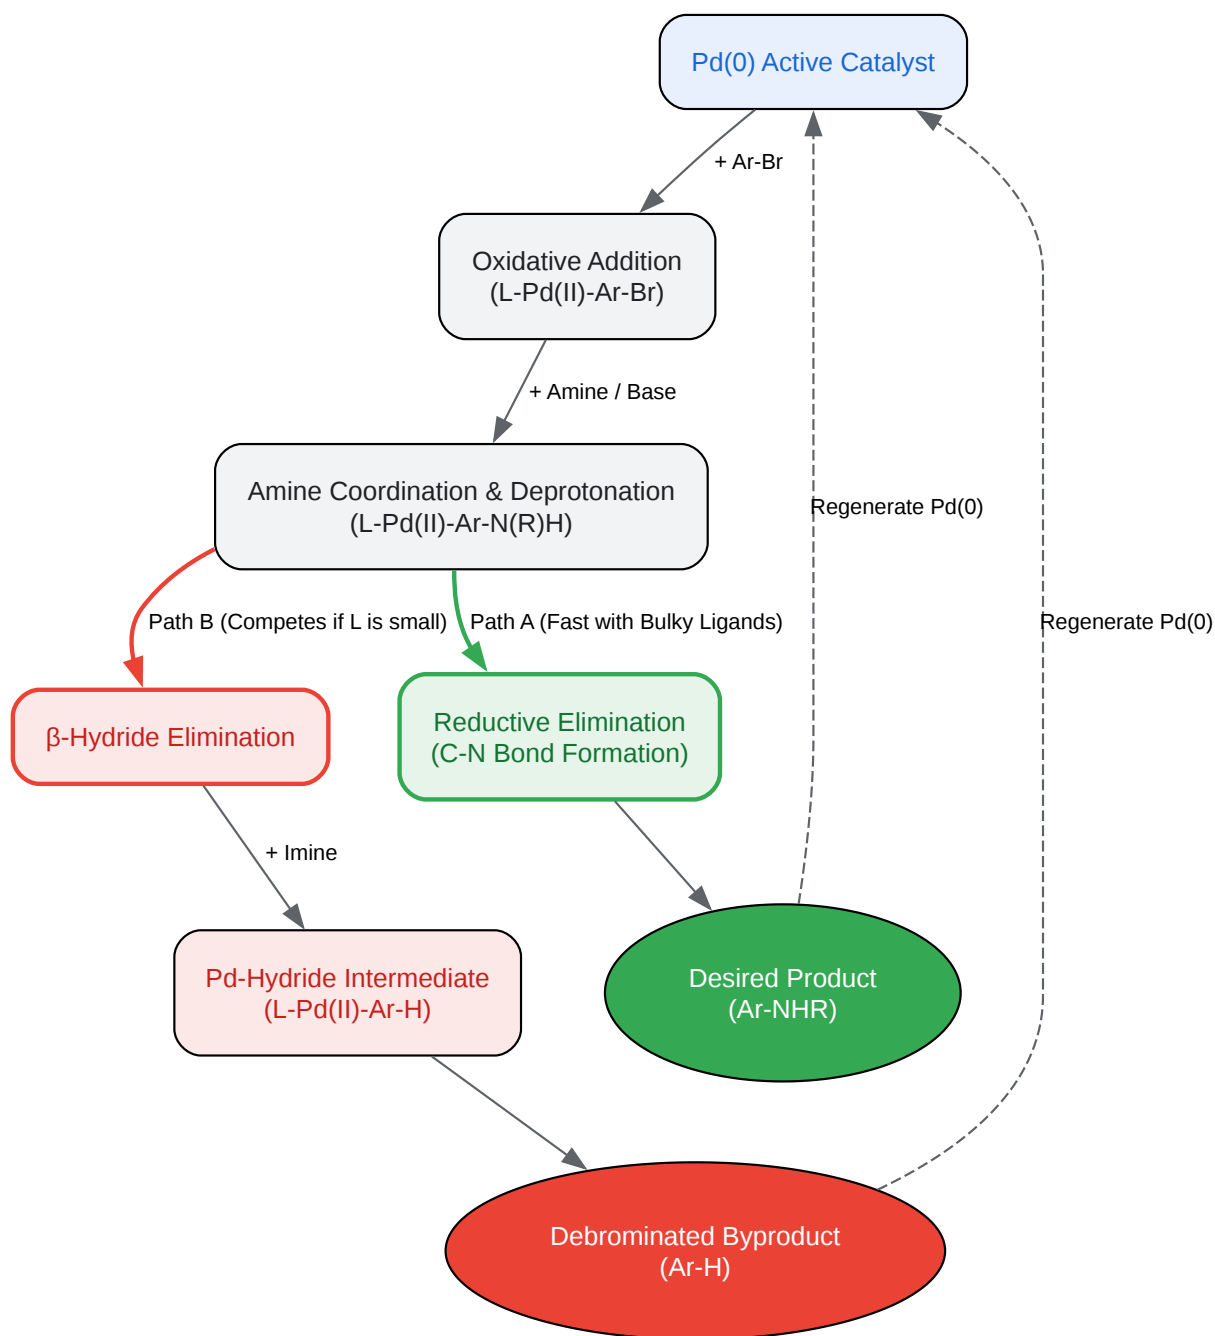 Pd(0) Active Catalyst
+ Ar-Br
Oxidative Addition
(L-Pd(II)-Ar-Br)
+ Amine / Base
Amine Coordination & Deprotonation
(L-Pd(II)-Ar-N(R)H)
Regenerate Pd(0)
Path B (Competes if L is small)
Path A (Fast with Bulky Ligands)
Regenerate Pd(0)
β-Hydride Elimination
Reductive Elimination
(C-N Bond Formation)
+ Imine
Pd-Hydride Intermediate
(L-Pd(II)-Ar-H)
Desired Product
(Ar-NHR)
Debrominated Byproduct
(Ar-H)